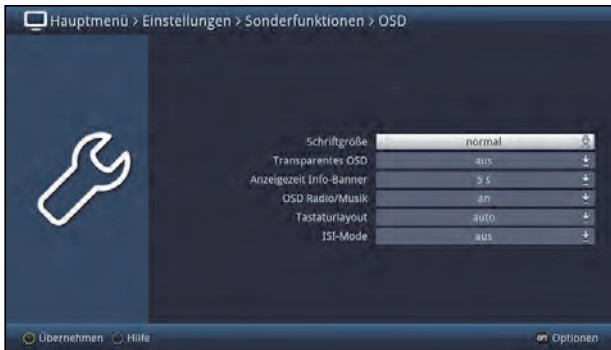 Hauptmenü > Einstellungen > Sonderfunktionen > OSD
Schriftgröße normal
Transparentes OSD aus
Anzeigezeit Info-Banner 5 s
OSD Radio/Musik an
Tastaturlayout auto
ISI-Mode aus
Übernehmen Hilfe OPT Optionen